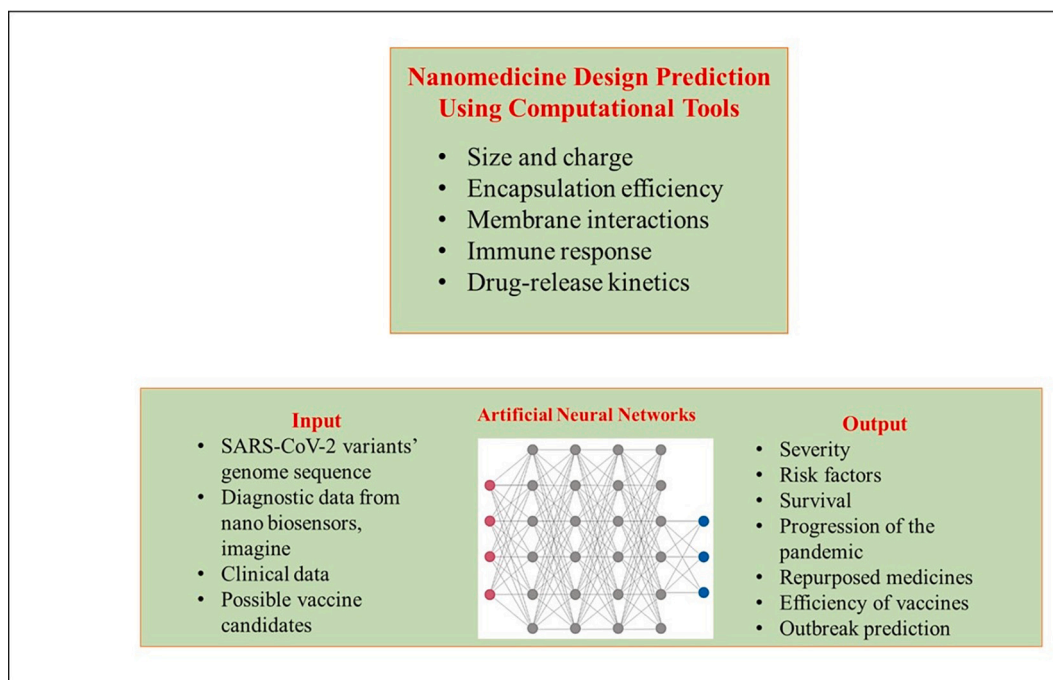 Nanomedicine Design Prediction
Using Computational Tools
• Size and charge
• Encapsulation efficiency
• Membrane interactions
• Immune response
• Drug-release kinetics
Input
• SARS-CoV-2 variants’
genome sequence
• Diagnostic data from
nano biosensors,
imagine
• Clinical data
• Possible vaccine
candidates
Artificial Neural Networks
Output
• Severity
• Risk factors
• Survival
• Progression of the
pandemic
• Repurposed medicines
• Efficiency of vaccines
• Outbreak prediction